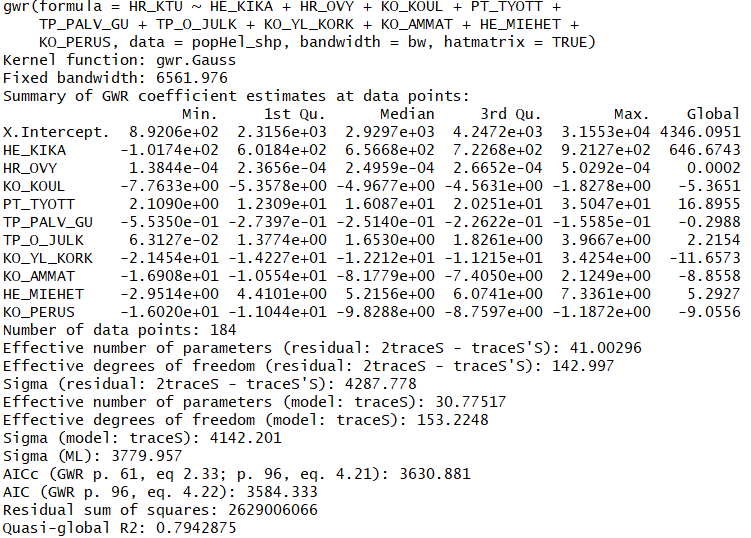 gwr(formula = HR_KTU ~ HE_KIKA + HR_OVY + KO_KOUL + PT_TYOTT +
    TP_PALV_GU + TP_O_JULK + KO_YL_KORK + KO_AMMAT + HE_MIEHET +
    KO_PERUS, data = popHel_shp, bandwidth = bw, hatmatrix = TRUE)
Kernel function: gwr.Gauss
Fixed bandwidth: 6561.976
Summary of GWR coefficient estimates at data points:
                   Min.     1st Qu.      Median     3rd Qu.        Max.    Global
X.Intercept.  8.9206e+02  2.3156e+03  2.9297e+03  4.2472e+03  3.1553e+04 4346.0951
HE_KIKA      -1.0174e+02  6.0184e+02  6.5668e+02  7.2268e+02  9.2127e+02  646.6743
HR_OVY        1.3844e-04  2.3656e-04  2.4959e-04  2.6652e-04  5.0292e-04    0.0002
KO_KOUL      -7.7633e+00 -5.3578e+00 -4.9677e+00 -4.5631e+00 -1.8278e+00   -5.3651
PT_TYOTT      2.1090e+00  1.2309e+01  1.6087e+01  2.0251e+01  3.5047e+01   16.8955
TP_PALV_GU   -5.5350e-01 -2.7397e-01 -2.5140e-01 -2.2622e-01 -1.5585e-01   -0.2988
TP_O_JULK     6.3127e-02  1.3774e+00  1.6530e+00  1.8261e+00  3.9667e+00    2.2154
KO_YL_KORK   -2.1454e+01 -1.4227e+01 -1.2221e+01 -1.1215e+01  3.4254e+00  -11.6573
KO_AMMAT     -1.6908e+01 -1.0554e+01 -8.1779e+00 -7.4050e+00  2.1249e+00   -8.8558
HE_MIEHET    -2.9514e+00  4.4101e+00  5.2156e+00  6.0741e+00  7.3361e+00    5.2927
KO_PERUS     -1.6020e+01 -1.1044e+01 -9.8288e+00 -8.7597e+00 -1.1872e+00   -9.0556
Number of data points: 184
Effective number of parameters (residual: 2traceS - traceS'S): 41.00296
Effective degrees of freedom (residual: 2traceS - traceS'S): 142.997
Sigma (residual: 2traceS - traceS'S): 4287.778
Effective number of parameters (model: traceS): 30.77517
Effective degrees of freedom (model: traceS): 153.2248
Sigma (model: traceS): 4142.201
Sigma (ML): 3779.957
AICc (GWR p. 61, eq 2.33; p. 96, eq. 4.21): 3630.881
AIC (GWR p. 96, eq. 4.22): 3584.333
Residual sum of squares: 2629006066
Quasi-global R2: 0.7942875